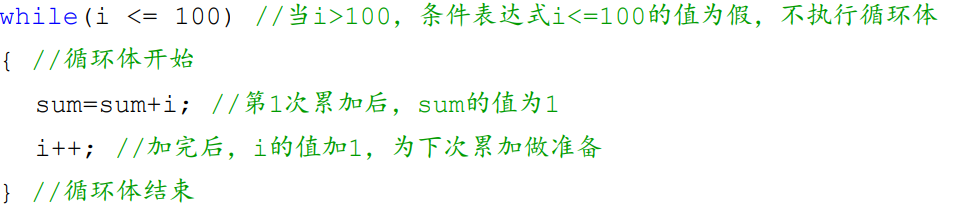 while(i <= 100) //当i>100，条件表达式i<=100的值为假，不执行循环体
{ //循环体开始
sum=sum+i; //第1次累加后，sum的值为1
i++; //加完后，i的值加1，为下次累加做准备
} //循环体结束